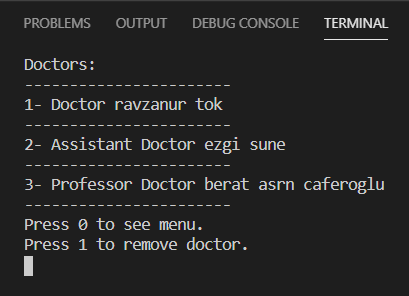 PROBLEMS OUTPUT DEBUG CONSOLE TERMINAL
Doctors:
-----------------------
1- Doctor ravzanur tok
-----------------------
2- Assistant Doctor ezgi sune
-----------------------
3- Professor Doctor berat asrn caferoglu
-----------------------
Press 0 to see menu.
Press 1 to remove doctor.